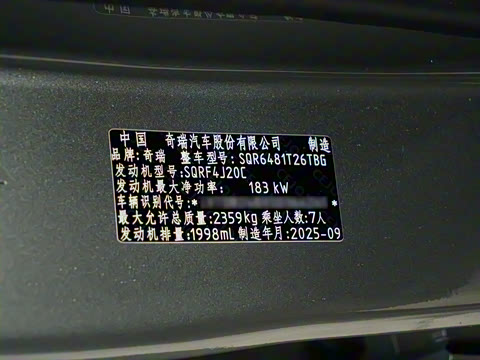 中国 奇瑞汽车股份有限公司 制造
品牌:奇瑞 整车型号:SQR6481T26TBG
发动机型号:SQRF4J20C
发动机最大净功率: 183 kW
车辆识别代号:*
最大允许总质量:2359kg 乘坐人数:7人
发动机排量:1998mL 制造年月:2025-09